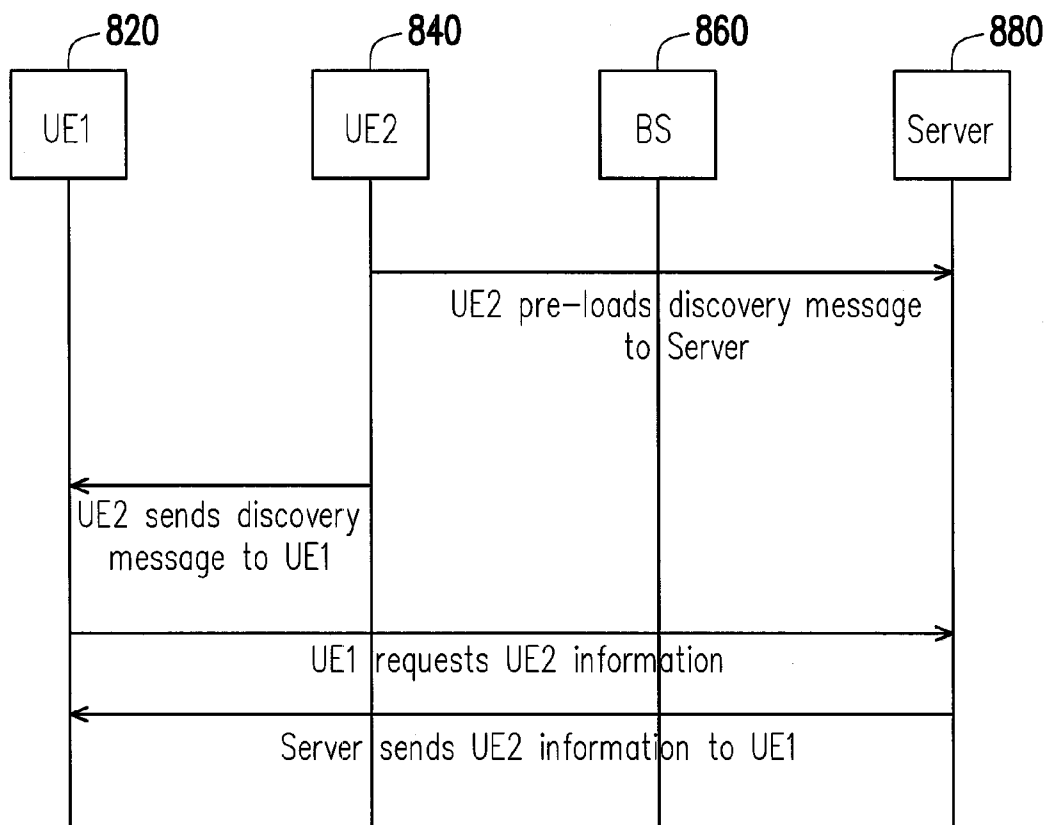 820
840
860
880
UE1
UE2
BS
Server
UE2 pre-loads discovery message
to Server
UE2 sends discovery
message to UE1
UE1 requests UE2 information
Server sends UE2 information to UE1